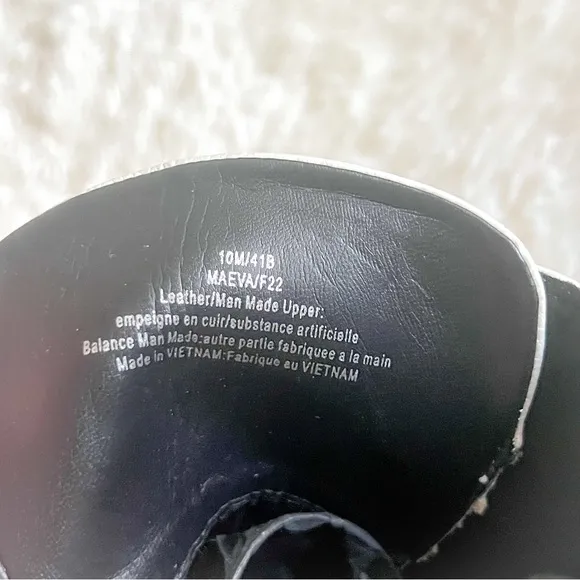 10M/41B
MAEVA/F22
Leather/Man Made Upper:
empeigne en cuir/substance artificielle
Balance Man Made:autre partie fabriquee a la main
Made in VIETNAM:Fabrique au VIETNAM